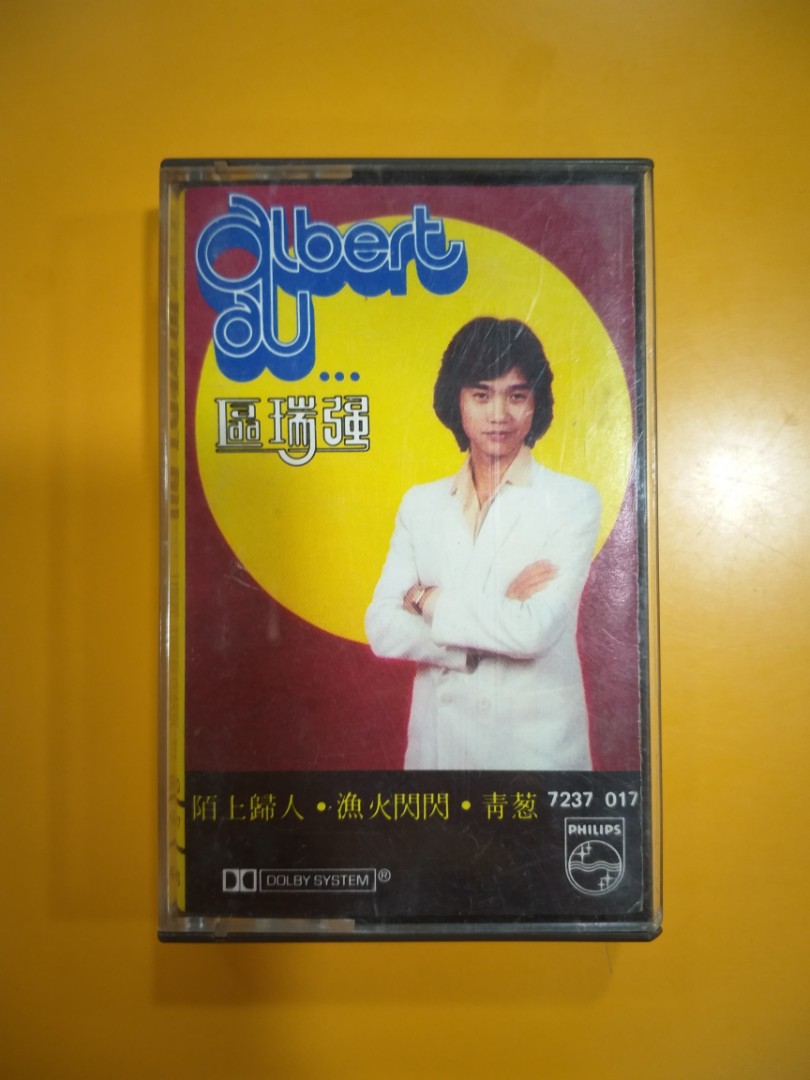 Albert
Au...
區瑞强
陌上歸人 • 漁火閃閃 • 青葱 7237 017
PHILIPS
DOLBY SYSTEM®